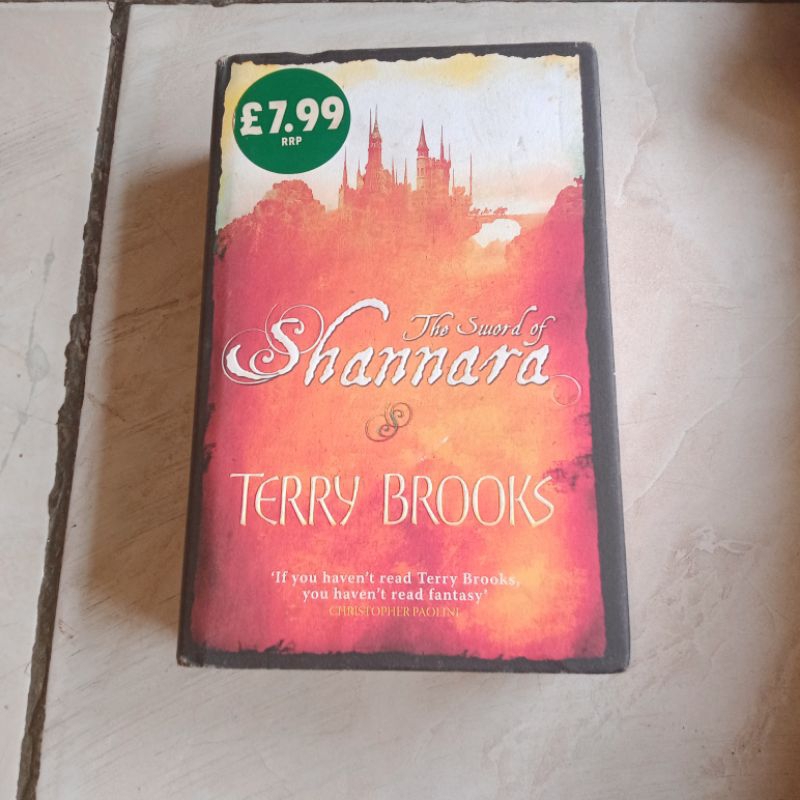 £7.99
RRP
The Sword of
Shannara
TERRY BROOKS
‘If you haven’t read Terry Brooks,
you haven’t read fantasy’
CHRISTOPHER PAOLINI